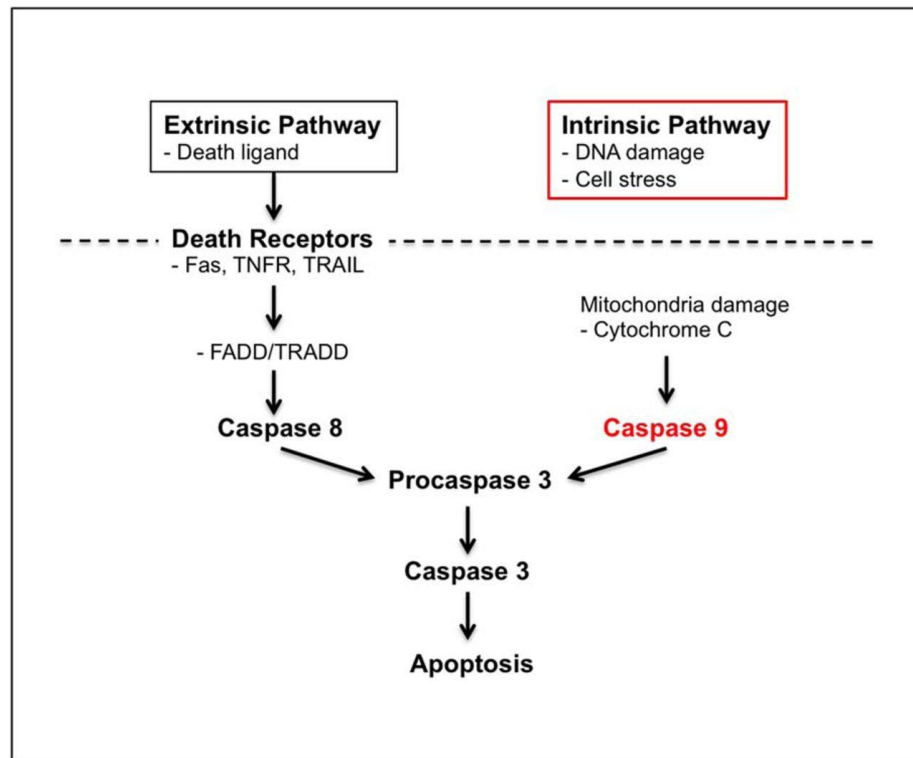 Extrinsic Pathway
- Death ligand
Intrinsic Pathway
- DNA damage
- Cell stress
Death Receptors
- Fas, TNFR, TRAIL
- FADD/TRADD
Caspase 8
Mitochondria damage
- Cytochrome C
Caspase 9
Procaspase 3
Caspase 3
Apoptosis